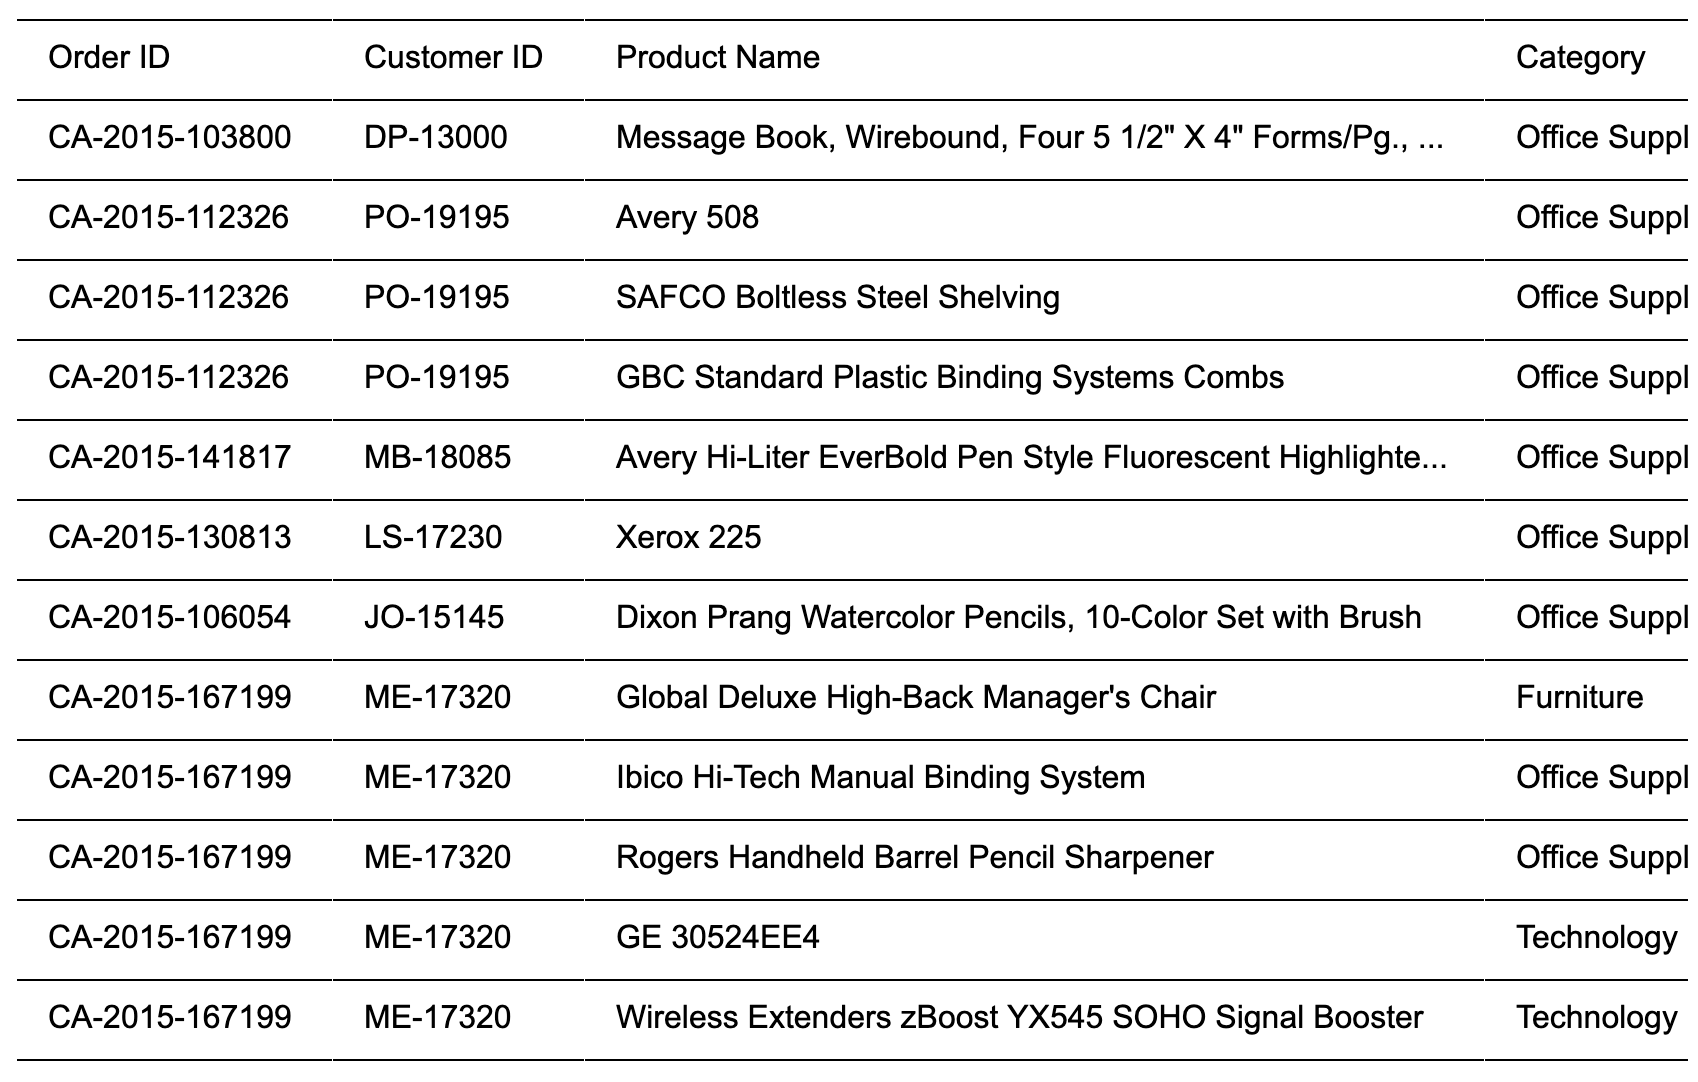 Order ID Customer ID Product Name Category
CA-2015-103800 DP-13000 Message Book, Wirebound, Four 5 1/2" X 4" Forms/Pg., ... Office Suppl
CA-2015-112326 PO-19195 Avery 508 Office Suppl
CA-2015-112326 PO-19195 SAFCO Boltless Steel Shelving Office Suppl
CA-2015-112326 PO-19195 GBC Standard Plastic Binding Systems Combs Office Suppl
CA-2015-141817 MB-18085 Avery Hi-Liter EverBold Pen Style Fluorescent Highlighte... Office Suppl
CA-2015-130813 LS-17230 Xerox 225 Office Suppl
CA-2015-106054 JO-15145 Dixon Prang Watercolor Pencils, 10-Color Set with Brush Office Suppl
CA-2015-167199 ME-17320 Global Deluxe High-Back Manager's Chair Furniture
CA-2015-167199 ME-17320 Ibico Hi-Tech Manual Binding System Office Suppl
CA-2015-167199 ME-17320 Rogers Handheld Barrel Pencil Sharpener Office Suppl
CA-2015-167199 ME-17320 GE 30524EE4 Technology
CA-2015-167199 ME-17320 Wireless Extenders zBoost YX545 SOHO Signal Booster Technology